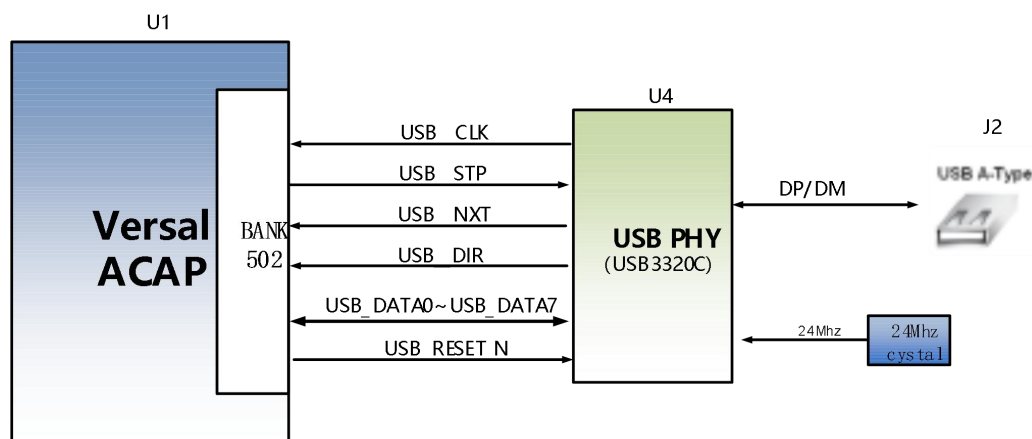 U1
Versal
ACAP
BANK
502
USB_CLK
USB_STP
USB_NXT
USB_DIR
USB_DATA0~USB_DATA7
USB_RESET_N
U4
USB PHY
(USB3320C)
DP/DM
J2
USB A-Type
24Mhz
24Mhz
cystal